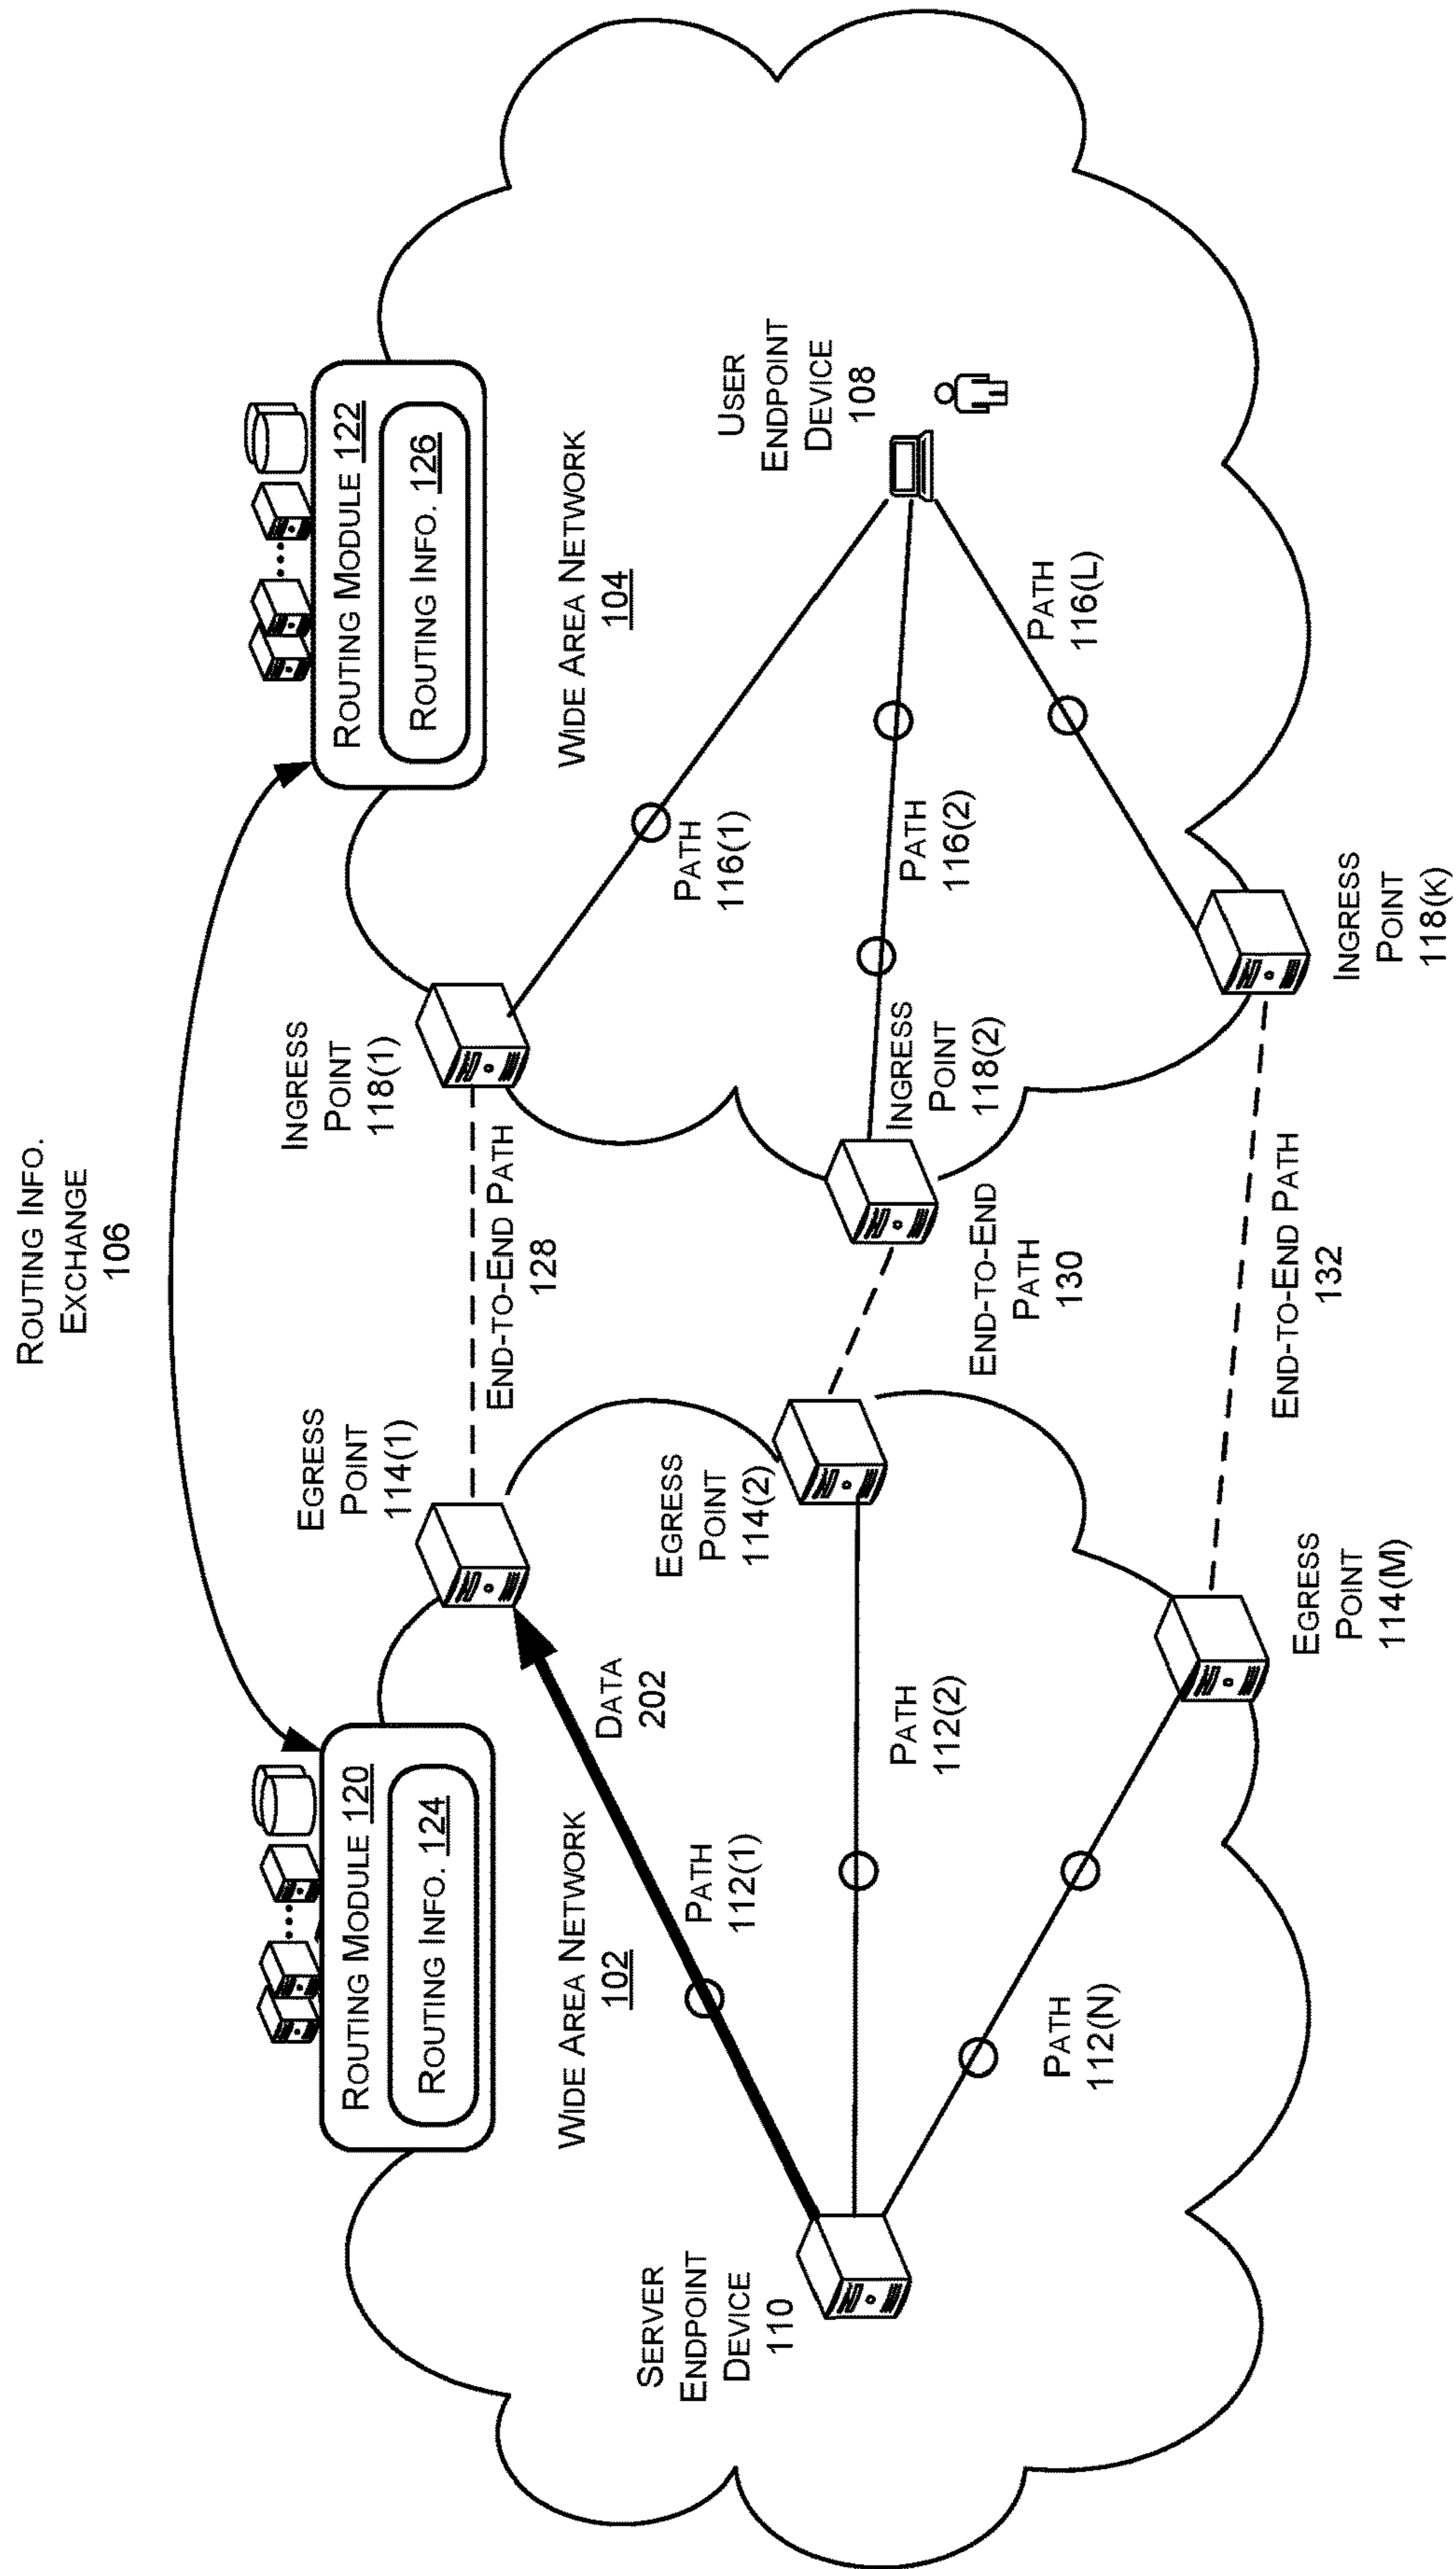 ROUTING INFO.
EXCHANGE
106
ROUTING MODULE 120
ROUTING INFO. 124
ROUTING MODULE 122
ROUTING INFO. 126
WIDE AREA NETWORK
102
WIDE AREA NETWORK
104
EGRESS
POINT
114(1)
INGRESS
POINT
118(1)
END-TO-END PATH
128
DATA
202
PATH
112(1)
PATH
116(1)
SERVER
ENDPOINT
DEVICE
110
EGRESS
POINT
114(2)
USER
ENDPOINT
DEVICE
108
PATH
112(2)
INGRESS
POINT
118(2)
PATH
116(2)
END-TO-END
PATH
130
PATH
112(N)
PATH
116(L)
END-TO-END PATH
132
EGRESS
POINT
114(M)
INGRESS
POINT
118(K)